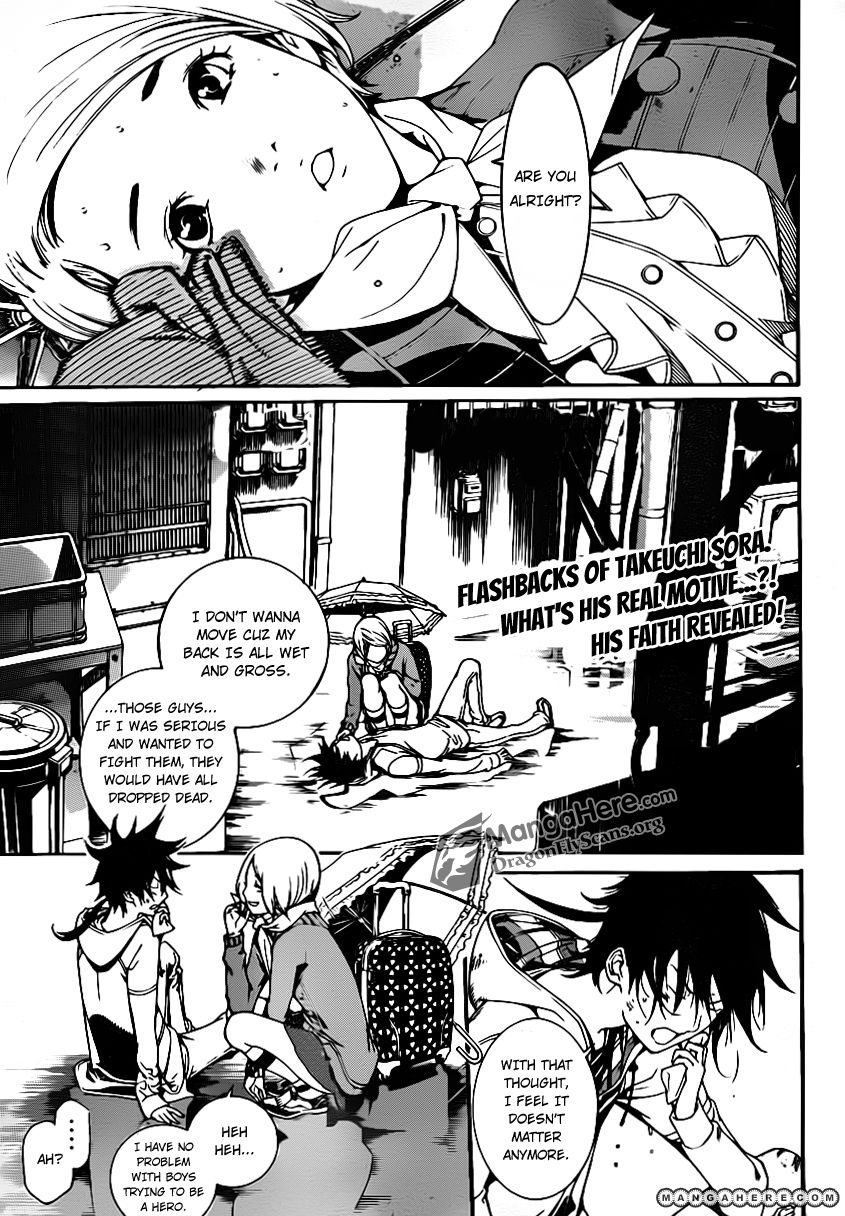 ARE YOU
ALRIGHT?
FLASHBACKS OF TAKEUCHI SORA.
WHAT'S HIS REAL MOTIVE...?!
HIS FAITH REVEALED!
I DON'T WANNA
MOVE CUZ MY
BACK IS ALL WET
AND GROSS.
...THOSE GUYS...
IF I WAS SERIOUS
AND WANTED TO
FIGHT THEM, THEY
WOULD HAVE ALL
DROPPED DEAD.
MangaHere.com
DragonFlyScans.org
WITH THAT
THOUGHT,
I FEEL IT
DOESN'T
MATTER
ANYMORE.
HEH
HEH...
I HAVE NO
PROBLEM
WITH BOYS
TRYING TO BE
A HERO.
....
AH?
MANGAHERE.COM